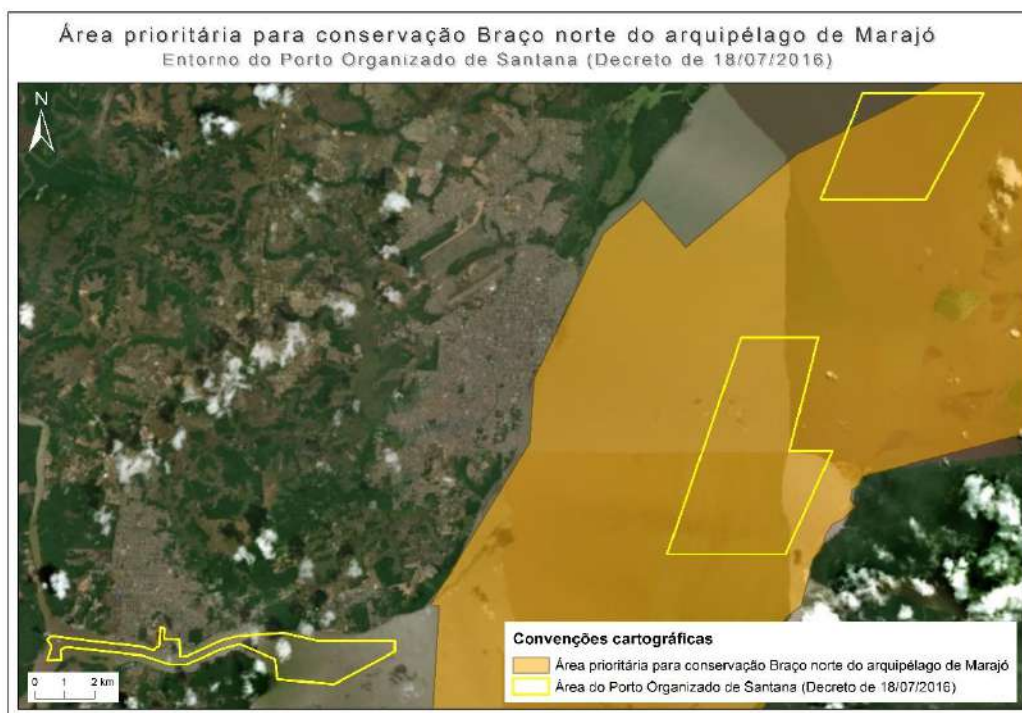 Área prioritária para conservação Braço norte do arquipélago de Marajó
Entorno do Porto Organizado de Santana (Decreto de 18/07/2016)
N
Convenções cartográficas
Área prioritária para conservação Braço norte do arquipélago de Marajó
Área do Porto Organizado de Santana (Decreto de 18/07/2016)
0 1 2 km